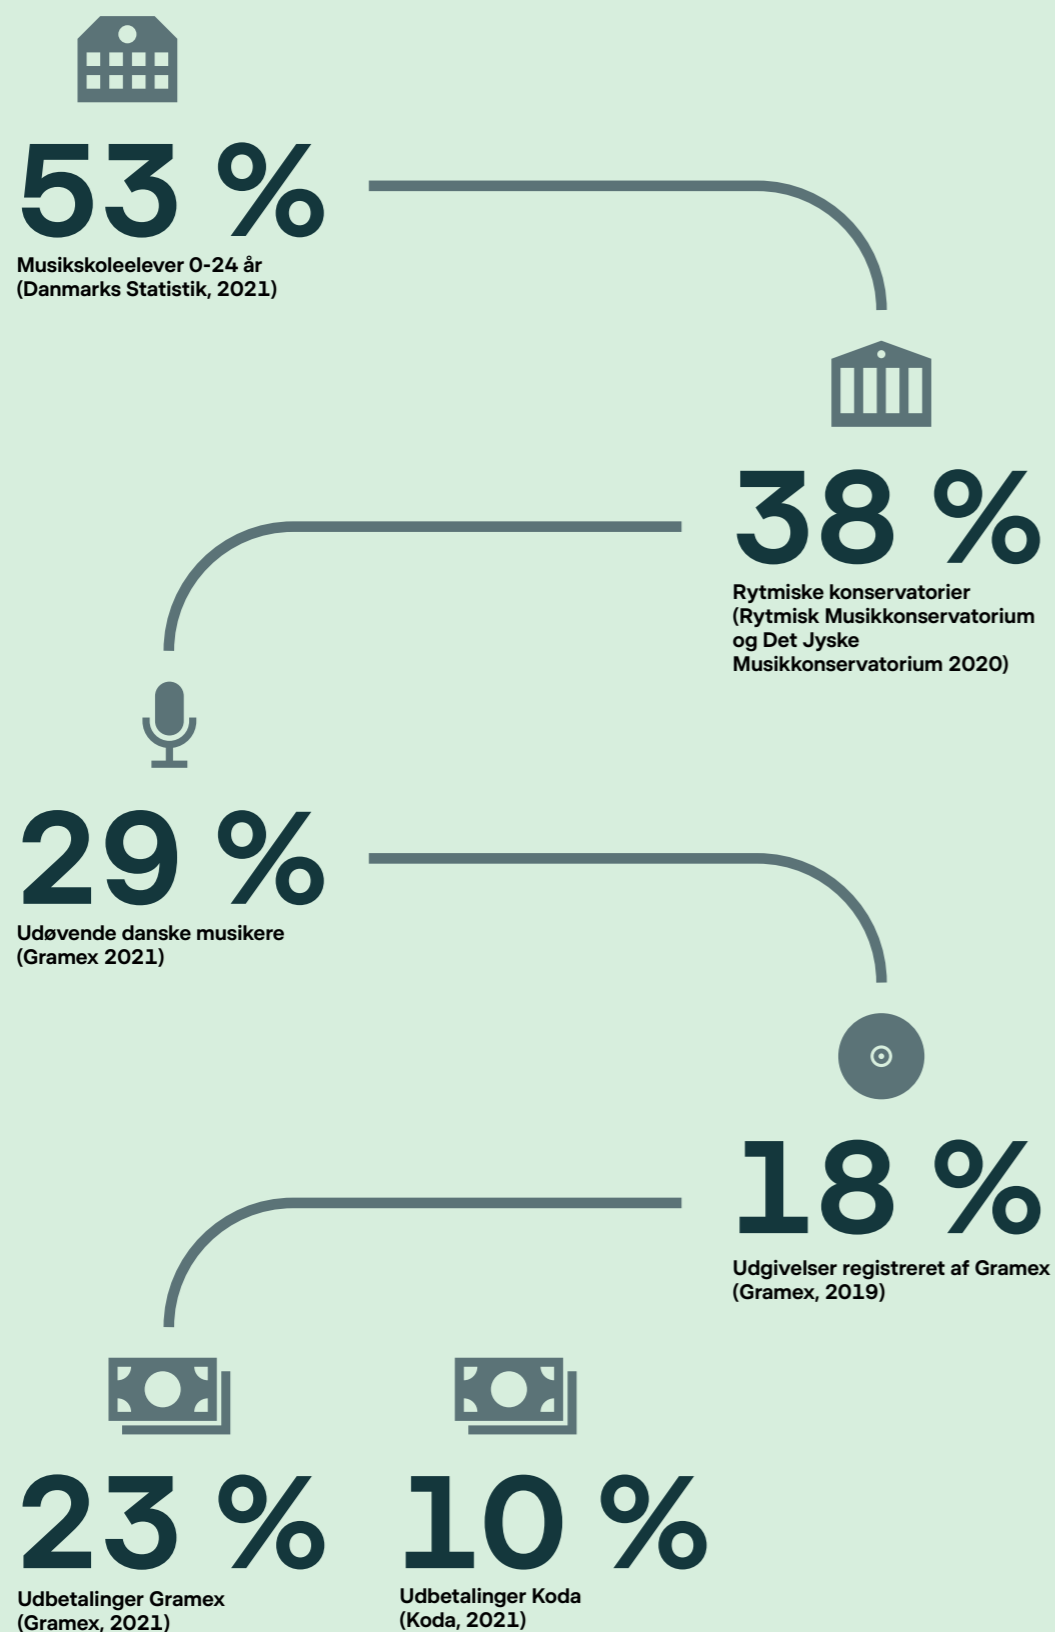 53 %
Musikskoleelever 0-24 år
(Danmarks Statistik, 2021)
38 %
Rytmiske konservatorier
(Rytmisk Musikkonservatorium
og Det Jyske
Musikkonservatorium 2020)
29 %
Udøvende danske musikere
(Gramex 2021)
18 %
Udgivelser registreret af Gramex
(Gramex, 2019)
23 %
Udbetalinger Gramex
(Gramex, 2021)
10 %
Udbetalinger Koda
(Koda, 2021)